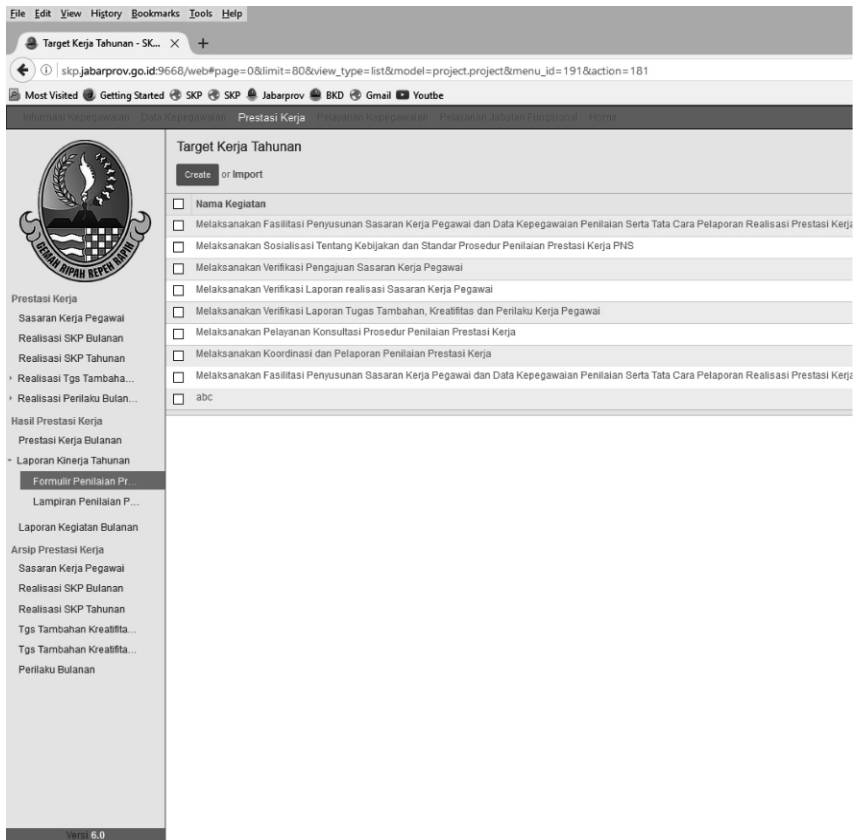 File Edit View History Bookmarks Tools Help
Target Kerja Tahunan - SK... × +
skp.jabarprov.go.id:9668/web#page=0&limit=80&view_type=list&model=project.project&menu_id=191&action=181
Most Visited Getting Started SKP SKP Jabarprov BKD Gmail Youtbe
Informasi Kepegawaian Data Kepegawaian Prestasi Kerja Pelayanan Kepegawaian Pelayanan Jabatan Fungsional Home
GEMAH RIPAH REPEH RAPIH
Prestasi Kerja
Sasaran Kerja Pegawai
Realisasi SKP Bulanan
Realisasi SKP Tahunan
Realisasi Tgs Tambaha...
Realisasi Perilaku Bulan...
Hasil Prestasi Kerja
Prestasi Kerja Bulanan
Laporan Kinerja Tahunan
Formulir Penilaian Pr...
Lampiran Penilaian P...
Laporan Kegiatan Bulanan
Arsip Prestasi Kerja
Sasaran Kerja Pegawai
Realisasi SKP Bulanan
Realisasi SKP Tahunan
Tgs Tambahan Kreatifita...
Tgs Tambahan Kreatifita...
Perilaku Bulanan
Versi 6.0
Target Kerja Tahunan
Create or Import
Nama Kegiatan
Melaksanakan Fasilitasi Penyusunan Sasaran Kerja Pegawai dan Data Kepegawaian Penilaian Serta Tata Cara Pelaporan Realisasi Prestasi Kerja
Melaksanakan Sosialisasi Tentang Kebijakan dan Standar Prosedur Penilaian Prestasi Kerja PNS
Melaksanakan Verifikasi Pengajuan Sasaran Kerja Pegawai
Melaksanakan Verifikasi Laporan realisasi Sasaran Kerja Pegawai
Melaksanakan Verifikasi Laporan Tugas Tambahan, Kreatifitas dan Perilaku Kerja Pegawai
Melaksanakan Pelayanan Konsultasi Prosedur Penilaian Prestasi Kerja
Melaksanakan Koordinasi dan Pelaporan Penilaian Prestasi Kerja
Melaksanakan Fasilitasi Penyusunan Sasaran Kerja Pegawai dan Data Kepegawaian Penilaian Serta Tata Cara Pelaporan Realisasi Prestasi Kerja
abc